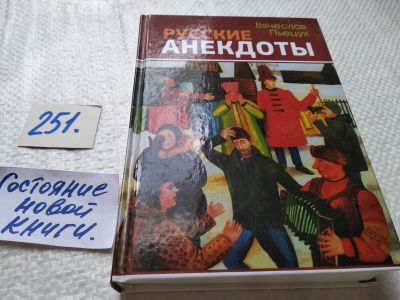 Вячеслав
Пьецух
РУССКИЕ
АНЕКДОТЫ
251.
Состояние
новой
книги.